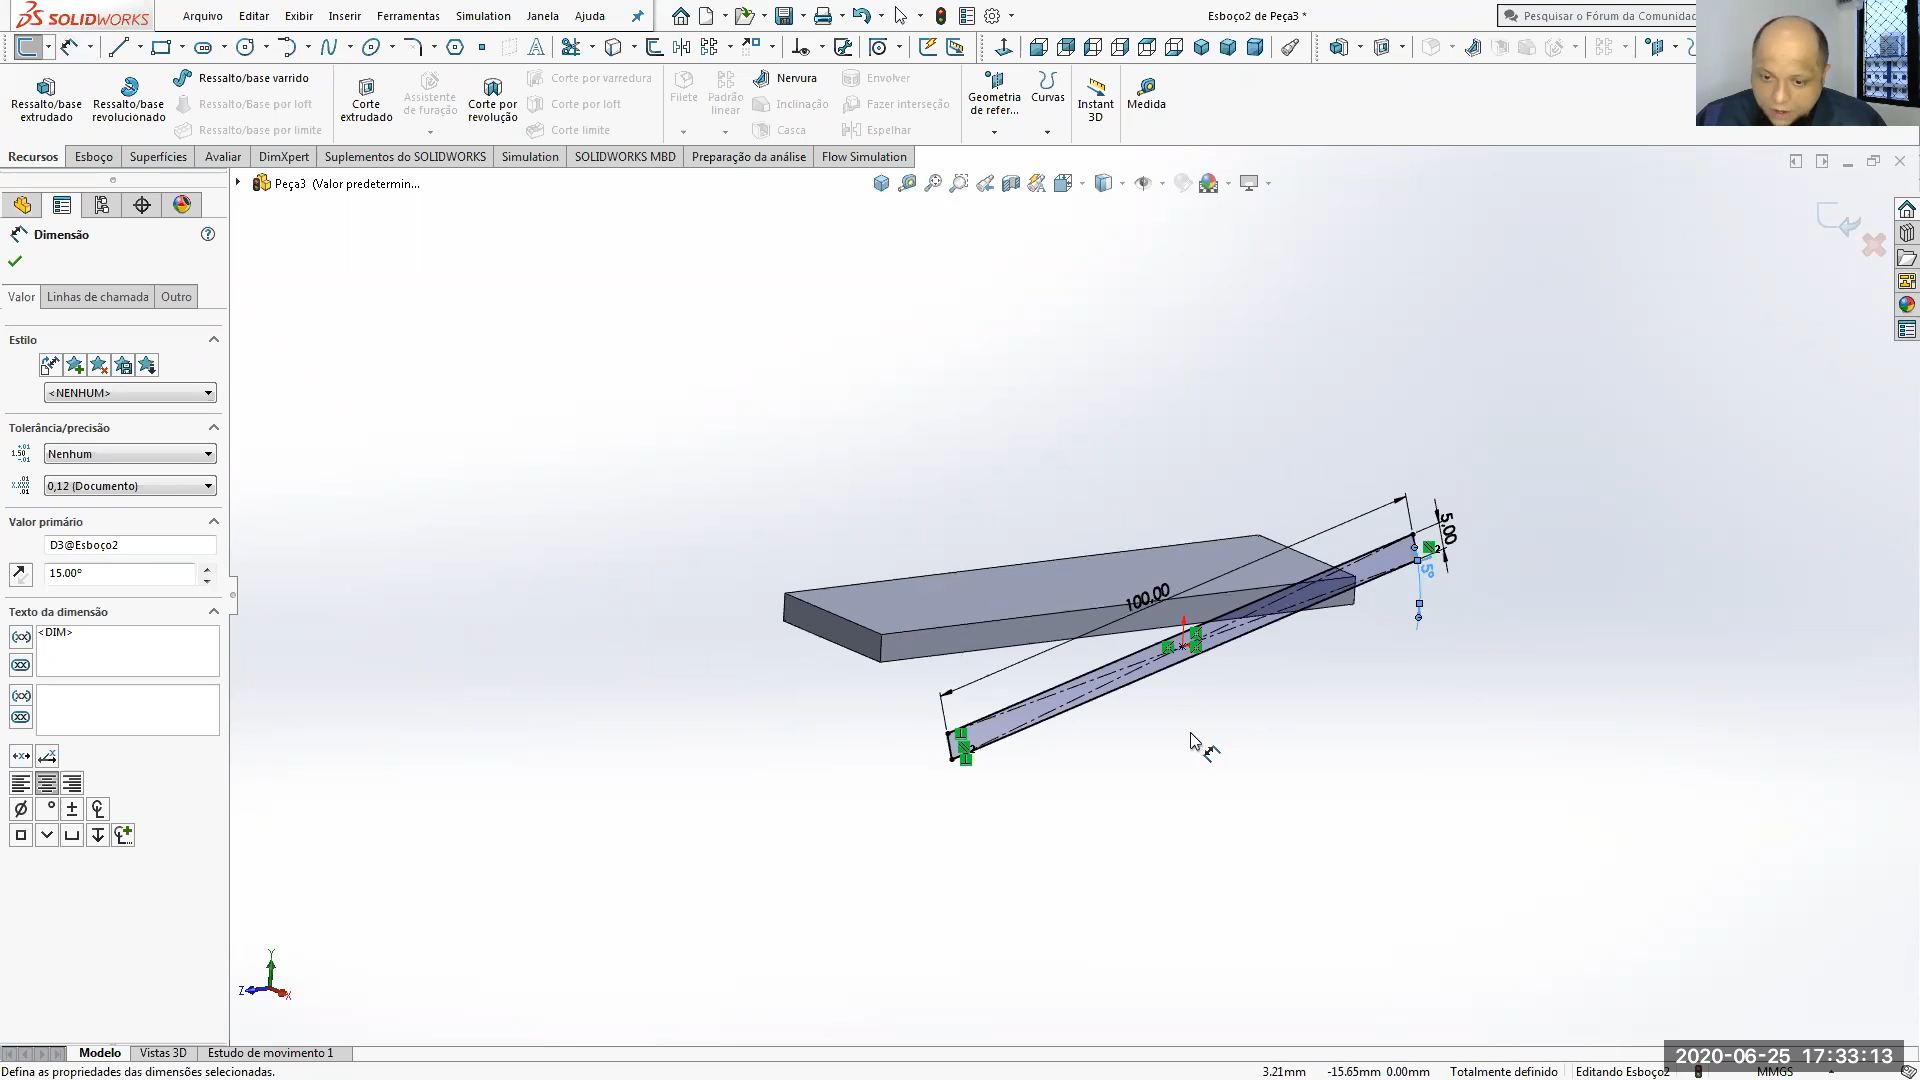 SOLIDWORKS
Arquivo
Editar
Exibir
Inserir
Ferramentas
Simulation
Janela
Ajuda
Esboço2 de Peça3 *
Pesquisar o Fórum da Comunidad
Ressalto/base extrudado
Ressalto/base revolucionado
Ressalto/base varrido
Ressalto/Base por loft
Ressalto/base por limite
Corte extrudado
Assistente de furação
Corte por revolução
Corte por varredura
Corte por loft
Corte limite
Filete
Padrão linear
Nervura
Inclinação
Casca
Envolver
Fazer interseção
Espelhar
Geometria de refer...
Curvas
Instant 3D
Medida
Recursos
Esboço
Superfícies
Avaliar
DimXpert
Suplementos do SOLIDWORKS
Simulation
SOLIDWORKS MBD
Preparação da análise
Flow Simulation
Peça3 (Valor predetermin...
Dimensão
Valor
Linhas de chamada
Outro
Estilo
<NENHUM>
Tolerância/precisão
Nenhum
0,12 (Documento)
Valor primário
D3@Esboço2
15.00°
Texto da dimensão
<DIM>
100,00
5,00
5°
Y
Z
X
Modelo
Vistas 3D
Estudo de movimento 1
Defina as propriedades das dimensões selecionadas.
3.21mm
-15.65mm 0.00mm
Totalmente definido
Editando Esboço2
MMGS
2020-06-25 17:33:13